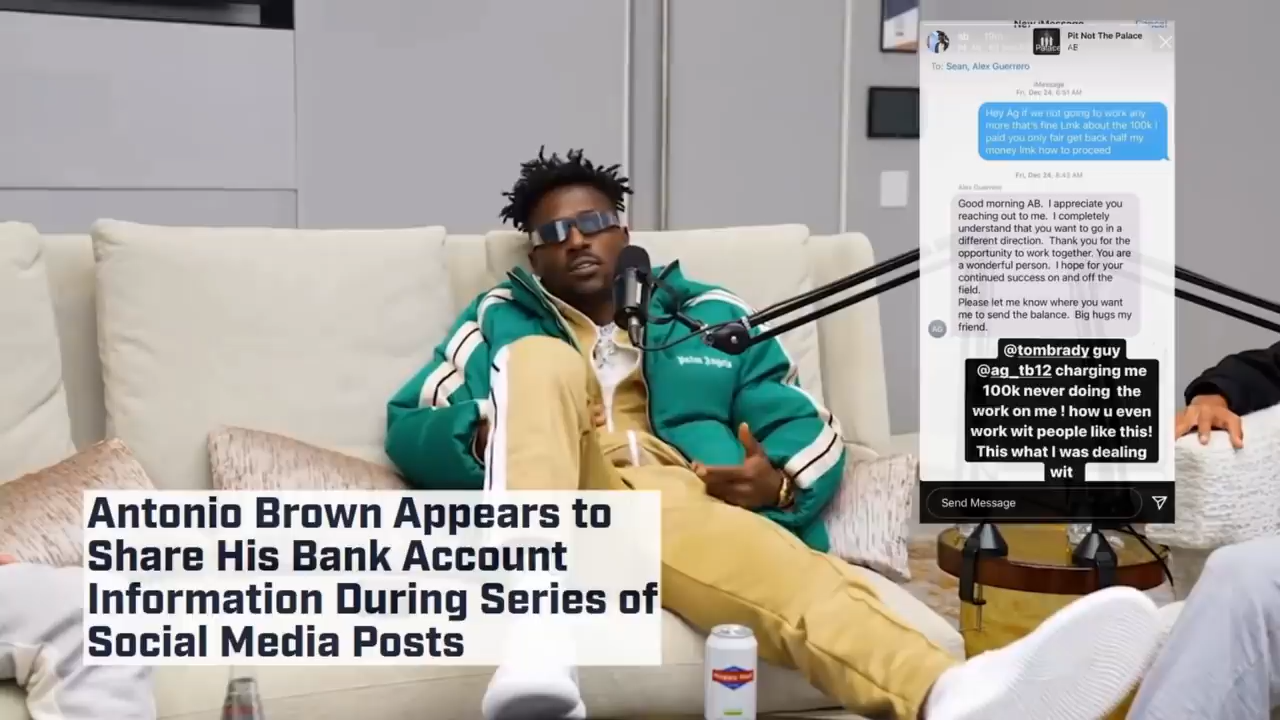 Antonio Brown Appears to
Share His Bank Account
Information During Series of
Social Media Posts
Palm Angels
New iMessage
Cancel
Pit Not The Palace
AB
Palace
To: Sean, Alex Guerrero
iMessage
Fri, Dec 24, 6:51 AM
Hey Ag if we not going to work any
more that's fine Lmk about the 100k I
paid you only fair get back half my
money lmk how to proceed
Fri, Dec 24, 8:43 AM
Alex Guerrero
Good morning AB. I appreciate you
reaching out to me. I completely
understand that you want to go in a
different direction. Thank you for the
opportunity to work together. You are
a wonderful person. I hope for your
continued success on and off the
field.
Please let me know where you want
me to send the balance. Big hugs my
friend.
AG
@tombrady guy
@ag_tb12 charging me
100k never doing the
work on me ! how u even
work wit people like this!
This what I was dealing
wit
Send Message